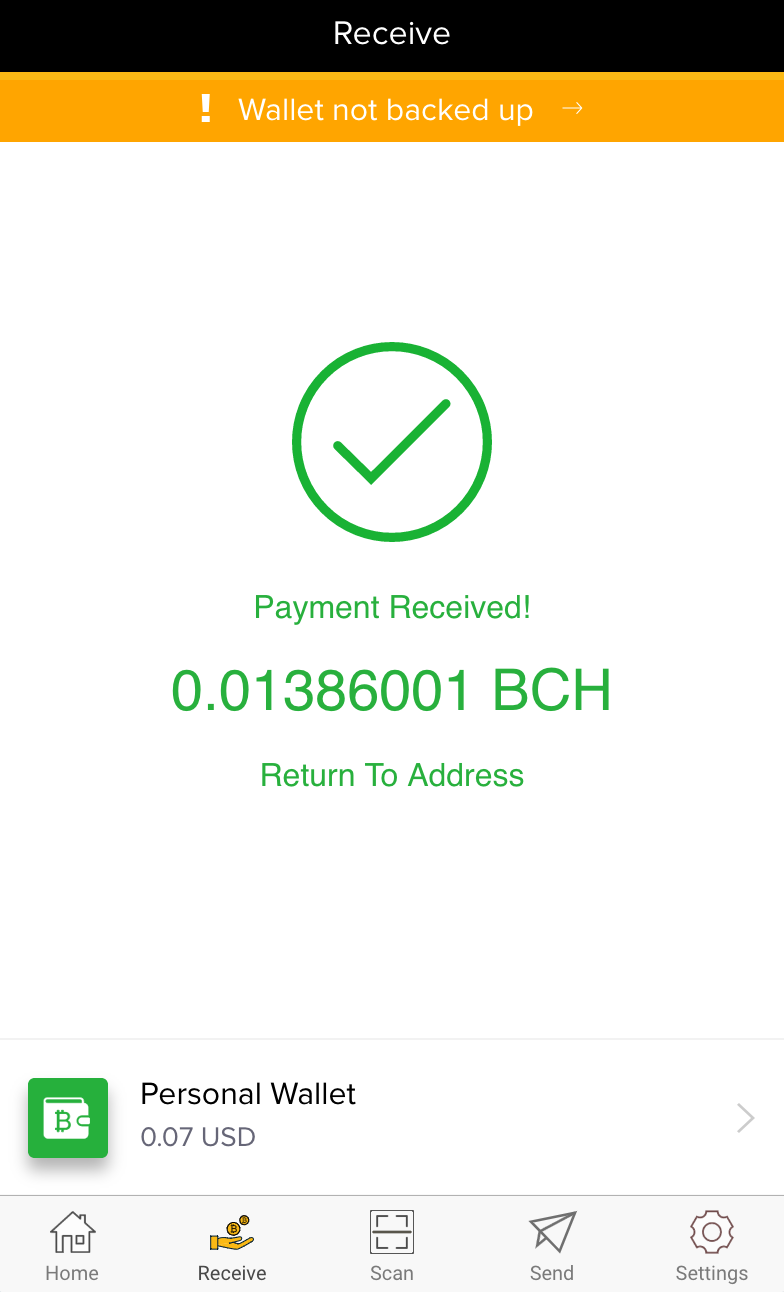 Receive
! Wallet not backed up →
Payment Received!
0.01386001 BCH
Return To Address
Personal Wallet
0.07 USD
Home Receive Scan Send Settings